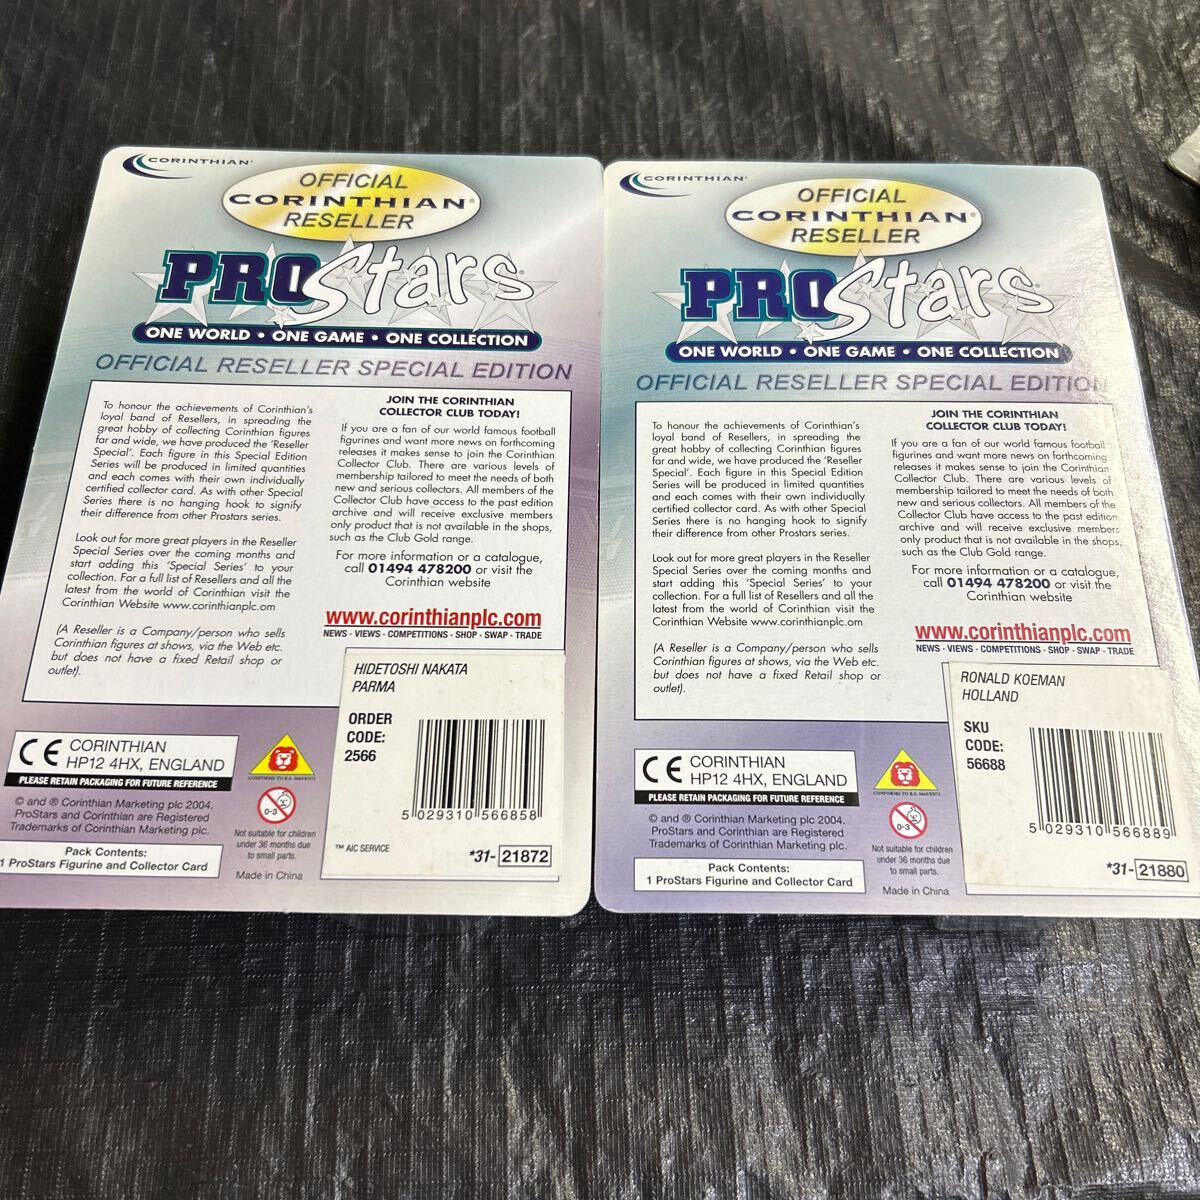 CORINTHIAN®
OFFICIAL
CORINTHIAN®
RESELLER
PROStars®
ONE WORLD • ONE GAME • ONE COLLECTION
OFFICIAL RESELLER SPECIAL EDITION
To honour the achievements of Corinthian's
loyal band of Resellers, in spreading the
great hobby of collecting Corinthian figures
far and wide, we have produced the 'Reseller
Special'. Each figure in this Special Edition
Series will be produced in limited quantities
and each comes with their own individually
certified collector card. As with other Special
Series there is no hanging hook to signify
their difference from other Prostars series.
Look out for more great players in the Reseller
Special Series over the coming months and
start adding this 'Special Series' to your
collection. For a full list of Resellers and all the
latest from the world of Corinthian visit the
Corinthian Website www.corinthianplc.om
(A Reseller is a Company/person who sells
Corinthian figures at shows, via the Web etc.
but does not have a fixed Retail shop or
outlet).
JOIN THE CORINTHIAN
COLLECTOR CLUB TODAY!
If you are a fan of our world famous football
figurines and want more news on forthcoming
releases it makes sense to join the Corinthian
Collector Club. There are various levels of
membership tailored to meet the needs of both
new and serious collectors. All members of the
Collector Club have access to the past edition
archive and will receive exclusive members
only product that is not available in the shops,
such as the Club Gold range.
For more information or a catalogue,
call 01494 478200 or visit the
Corinthian website
www.corinthianplc.com
NEWS - VIEWS - COMPETITIONS - SHOP - SWAP - TRADE
HIDETOSHI NAKATA
PARMA
ORDER
CODE:
2566
5 029310 566858
™ AIC SERVICE
*31-21872
CE CORINTHIAN
HP12 4HX, ENGLAND
PLEASE RETAIN PACKAGING FOR FUTURE REFERENCE
© and ® Corinthian Marketing plc 2004.
ProStars and Corinthian are Registered
Trademarks of Corinthian Marketing plc.
Pack Contents:
1 ProStars Figurine and Collector Card
0-3
Not suitable for children
under 36 months due
to small parts.
Made in China
CORINTHIAN®
OFFICIAL
CORINTHIAN®
RESELLER
PROStars®
ONE WORLD • ONE GAME • ONE COLLECTION
OFFICIAL RESELLER SPECIAL EDITION
To honour the achievements of Corinthian's
loyal band of Resellers, in spreading the
great hobby of collecting Corinthian figures
far and wide, we have produced the 'Reseller
Special'. Each figure in this Special Edition
Series will be produced in limited quantities
and each comes with their own individually
certified collector card. As with other Special
Series there is no hanging hook to signify
their difference from other Prostars series.
Look out for more great players in the Reseller
Special Series over the coming months and
start adding this 'Special Series' to your
collection. For a full list of Resellers and all the
latest from the world of Corinthian visit the
Corinthian Website www.corinthianplc.om
(A Reseller is a Company/person who sells
Corinthian figures at shows, via the Web etc.
but does not have a fixed Retail shop or
outlet).
JOIN THE CORINTHIAN
COLLECTOR CLUB TODAY!
If you are a fan of our world famous football
figurines and want more news on forthcoming
releases it makes sense to join the Corinthian
Collector Club. There are various levels of
membership tailored to meet the needs of both
new and serious collectors. All members of the
Collector Club have access to the past edition
archive and will receive exclusive members
only product that is not available in the shops,
such as the Club Gold range.
For more information or a catalogue,
call 01494 478200 or visit the
Corinthian website
www.corinthianplc.com
NEWS - VIEWS - COMPETITIONS - SHOP - SWAP - TRADE
RONALD KOEMAN
HOLLAND
SKU
CODE:
56688
5 029310 566889
*31-21880
CE CORINTHIAN
HP12 4HX, ENGLAND
PLEASE RETAIN PACKAGING FOR FUTURE REFERENCE
© and ® Corinthian Marketing plc 2004.
ProStars and Corinthian are Registered
Trademarks of Corinthian Marketing plc.
Pack Contents:
1 ProStars Figurine and Collector Card
0-3
Not suitable for children
under 36 months due
to small parts.
Made in China